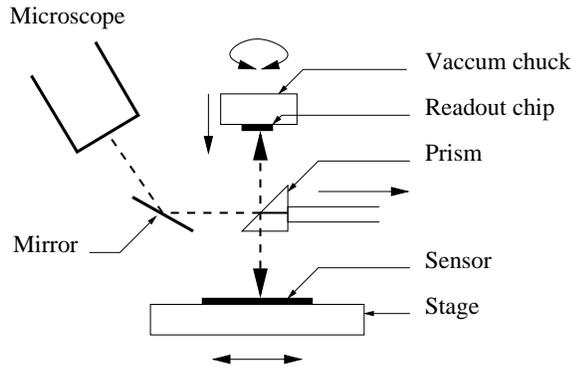 Microscope
Vaccum chuck
Readout chip
Prism
Mirror
Sensor
Stage